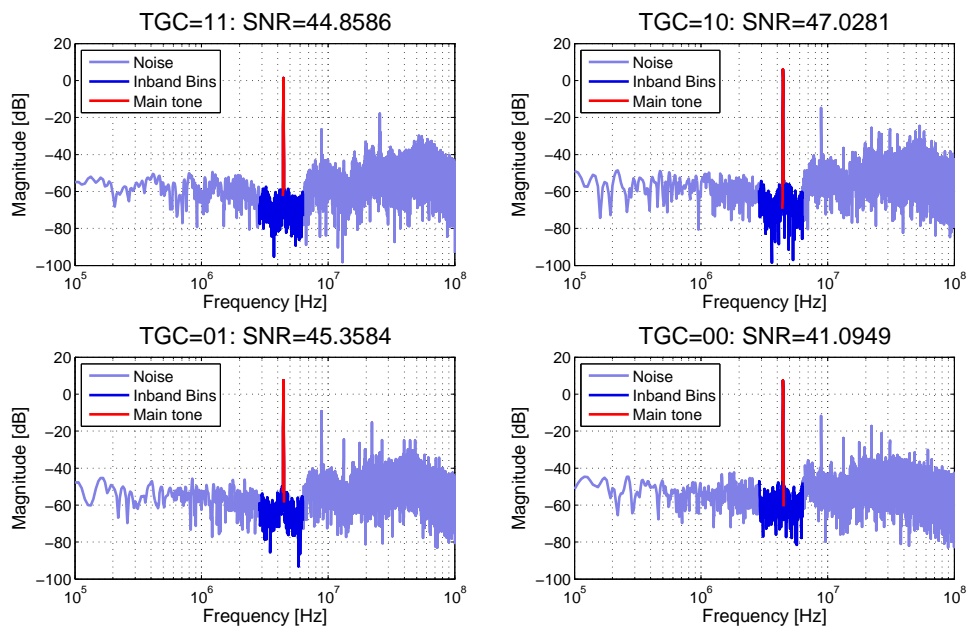 TGC=11: SNR=44.8586
20
0
−20
−40
−60
−80
−100
Magnitude [dB]
Noise
Inband Bins
Main tone
10^5 10^6 10^7 10^8
Frequency [Hz]
TGC=10: SNR=47.0281
20
0
−20
−40
−60
−80
−100
Magnitude [dB]
Noise
Inband Bins
Main tone
10^5 10^6 10^7 10^8
Frequency [Hz]
TGC=01: SNR=45.3584
20
0
−20
−40
−60
−80
−100
Magnitude [dB]
Noise
Inband Bins
Main tone
10^5 10^6 10^7 10^8
Frequency [Hz]
TGC=00: SNR=41.0949
20
0
−20
−40
−60
−80
−100
Magnitude [dB]
Noise
Inband Bins
Main tone
10^5 10^6 10^7 10^8
Frequency [Hz]